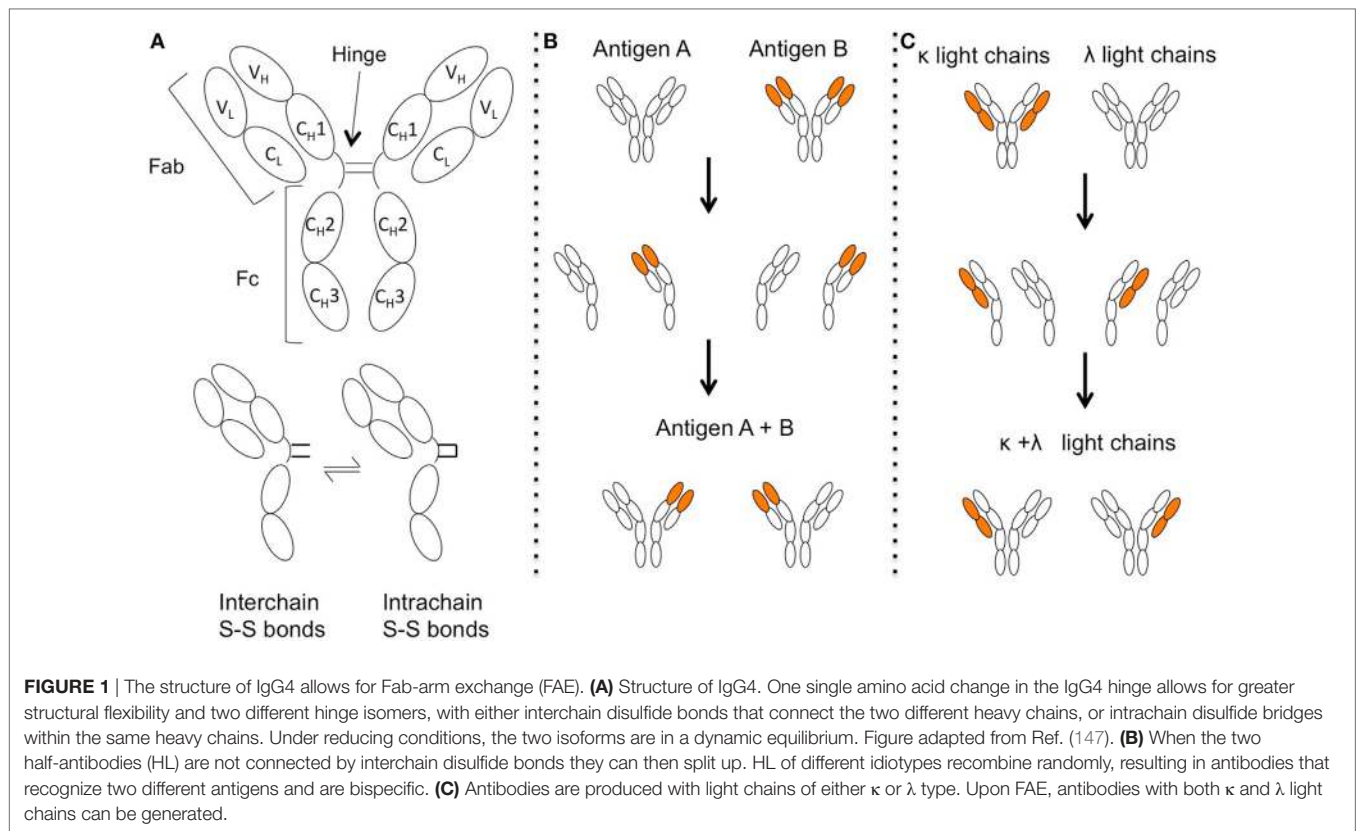 A
Hinge
V_H
V_H
V_L
V_L
C_H1
C_H1
C_L
C_L
Fab
C_H2
C_H2
Fc
C_H3
C_H3
Interchain
S-S bonds
Intrachain
S-S bonds
B
Antigen A
Antigen B
Antigen A + B
C
κ light chains
λ light chains
κ +λ light chains
FIGURE 1 | The structure of IgG4 allows for Fab-arm exchange (FAE). (A) Structure of IgG4. One single amino acid change in the IgG4 hinge allows for greater
structural flexibility and two different hinge isomers, with either interchain disulfide bonds that connect the two different heavy chains, or intrachain disulfide bridges
within the same heavy chains. Under reducing conditions, the two isoforms are in a dynamic equilibrium. Figure adapted from Ref. (147). (B) When the two
half-antibodies (HL) are not connected by interchain disulfide bonds they can then split up. HL of different idiotypes recombine randomly, resulting in antibodies that
recognize two different antigens and are bispecific. (C) Antibodies are produced with light chains of either κ or λ type. Upon FAE, antibodies with both κ and λ light
chains can be generated.